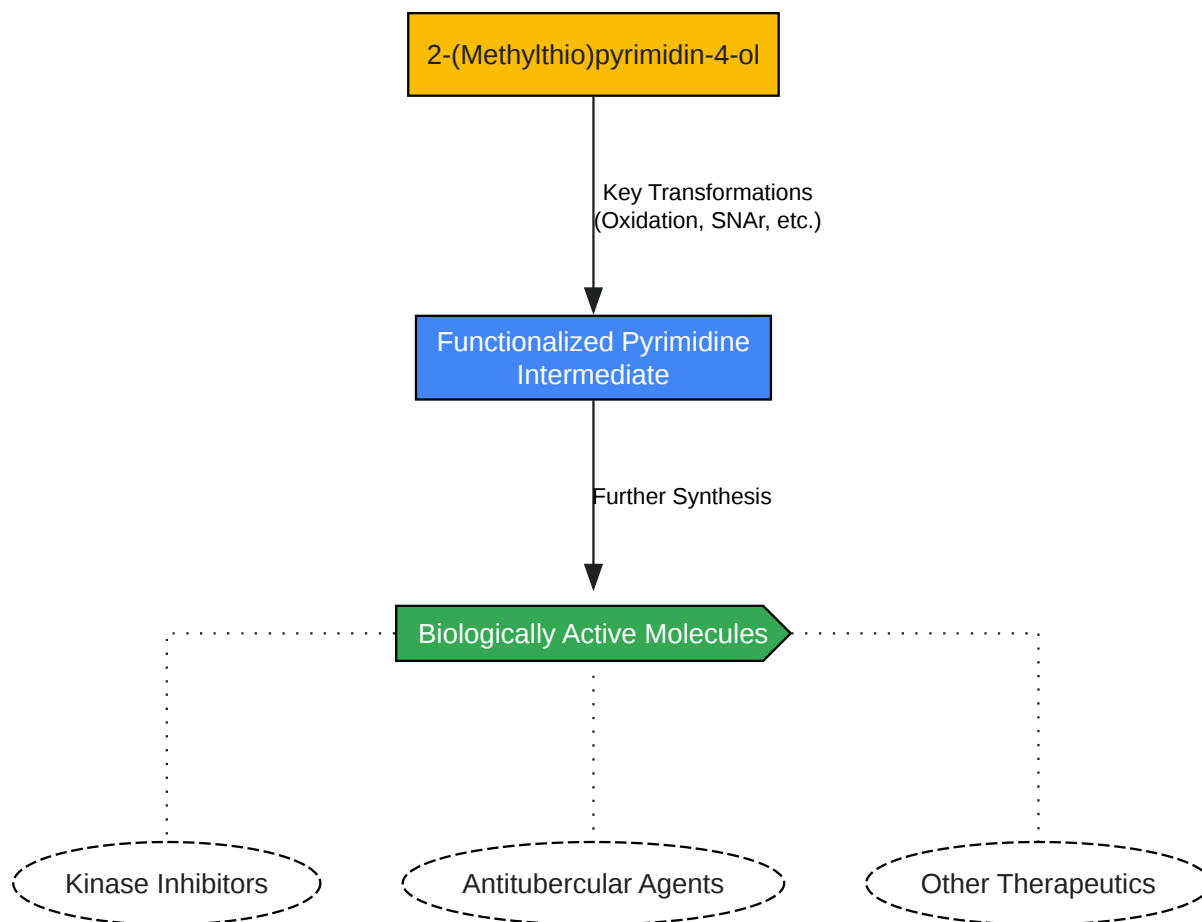 2-(Methylthio)pyrimidin-4-ol
Key Transformations
(Oxidation, SNAr, etc.)
Functionalized Pyrimidine
Intermediate
Further Synthesis
Biologically Active Molecules
Kinase Inhibitors
Antitubercular Agents
Other Therapeutics